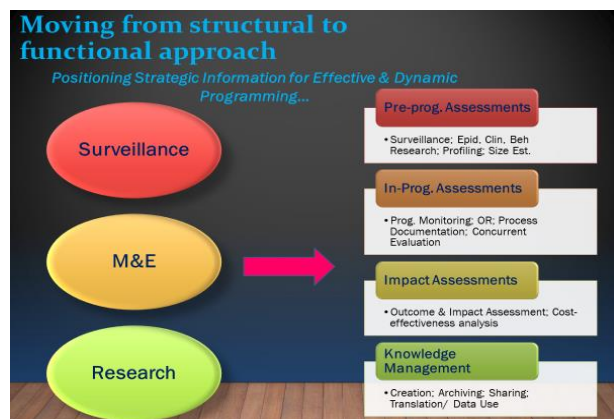 Moving from structural to
functional approach
Positioning Strategic Information for Effective & Dynamic
Programming...
Surveillance
M&E
Research
Pre-prog. Assessments
•Surveillance; Epid, Clin, Beh
Research; Profiling; Size Est.
In-Prog. Assessments
•Prog. Monitoring; OR; Process
Documentation; Concurrent
Evaluation
Impact Assessments
•Outcome & Impact Assessment; Cost-
effectiveness analysis
Knowledge
Management
•Creation; Archiving; Sharing;
Translation/ Data Use